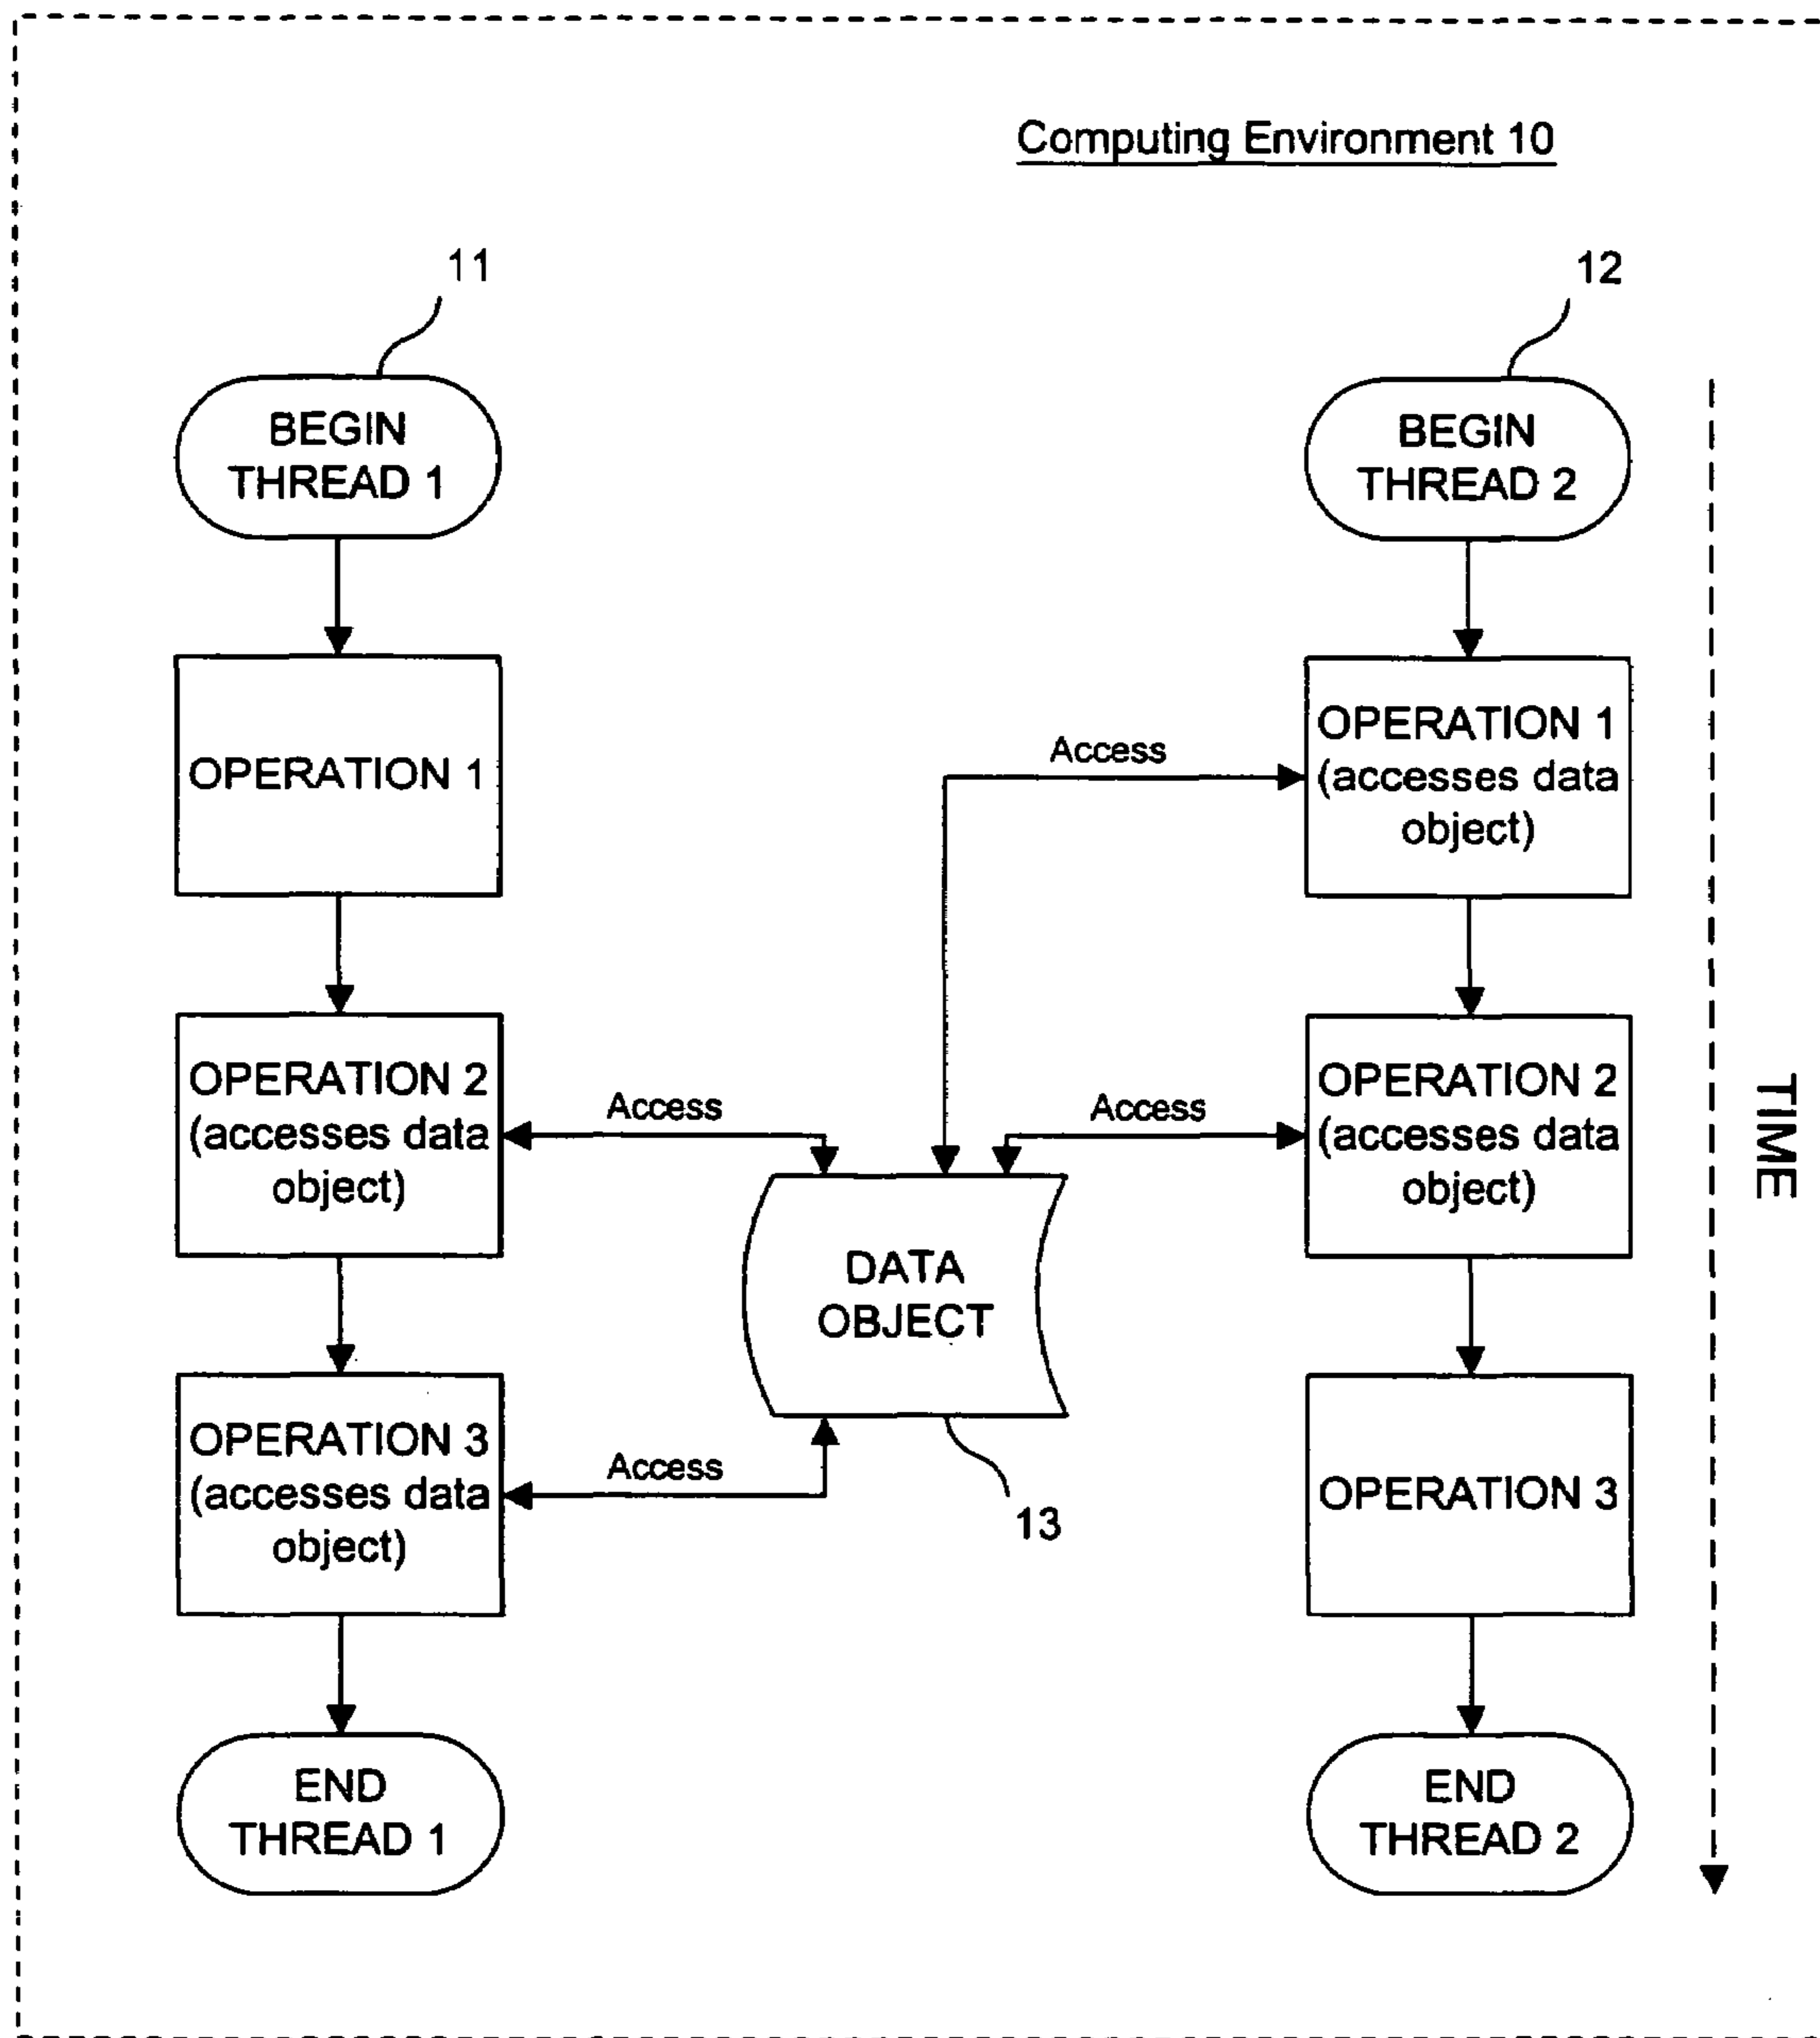 Computing Environment 10
11
12
BEGIN
THREAD 1
BEGIN
THREAD 2
OPERATION 1
Access
OPERATION 1
(accesses data
object)
OPERATION 2
(accesses data
object)
Access
Access
OPERATION 2
(accesses data
object)
TIME
DATA
OBJECT
OPERATION 3
(accesses data
object)
Access
13
OPERATION 3
END
THREAD 1
END
THREAD 2